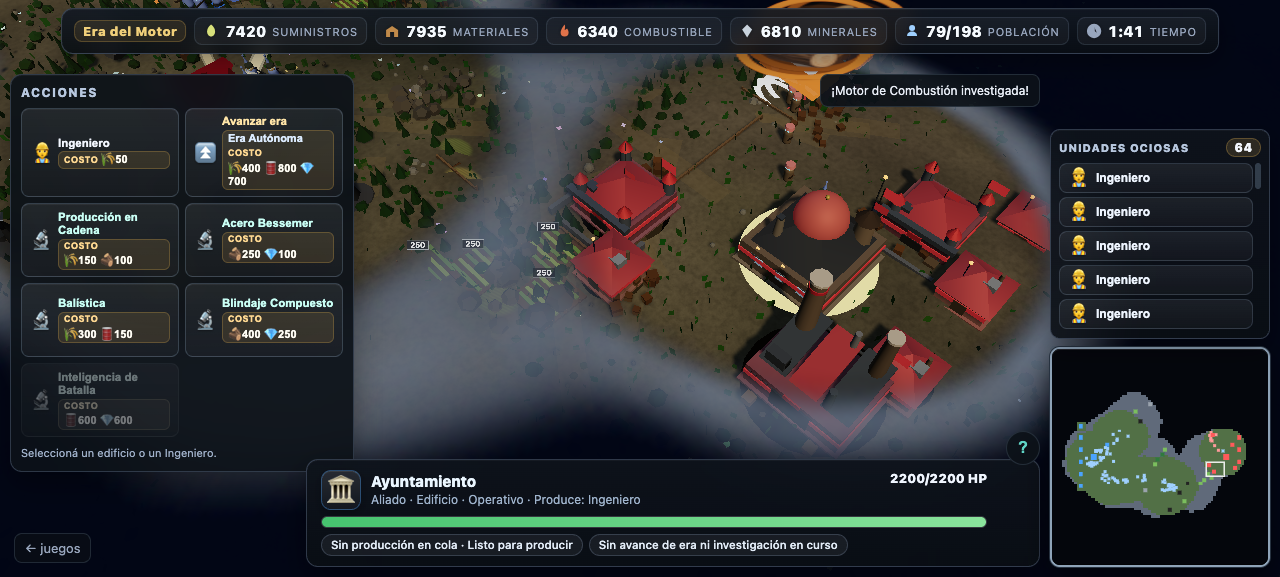 Era del Motor
7420 SUMINISTROS
7935 MATERIALES
6340 COMBUSTIBLE
6810 MINERALES
79/198 POBLACIÓN
1:41 TIEMPO
ACCIONES
Ingeniero
COSTO 50
Avanzar era
Era Autónoma
COSTO
400 800
700
Producción en
Cadena
COSTO
150 100
Acero Bessemer
COSTO
250 100
Balística
COSTO
300 150
Blindaje Compuesto
COSTO
400 250
Inteligencia de
Batalla
COSTO
600 600
Seleccioná un edificio o un Ingeniero.
¡Motor de Combustión investigada!
250
250
250
250
UNIDADES OCIOSAS 64
Ingeniero
Ingeniero
Ingeniero
Ingeniero
Ingeniero
?
Ayuntamiento
2200/2200 HP
Aliado · Edificio · Operativo · Produce: Ingeniero
Sin producción en cola · Listo para producir
Sin avance de era ni investigación en curso
← juegos